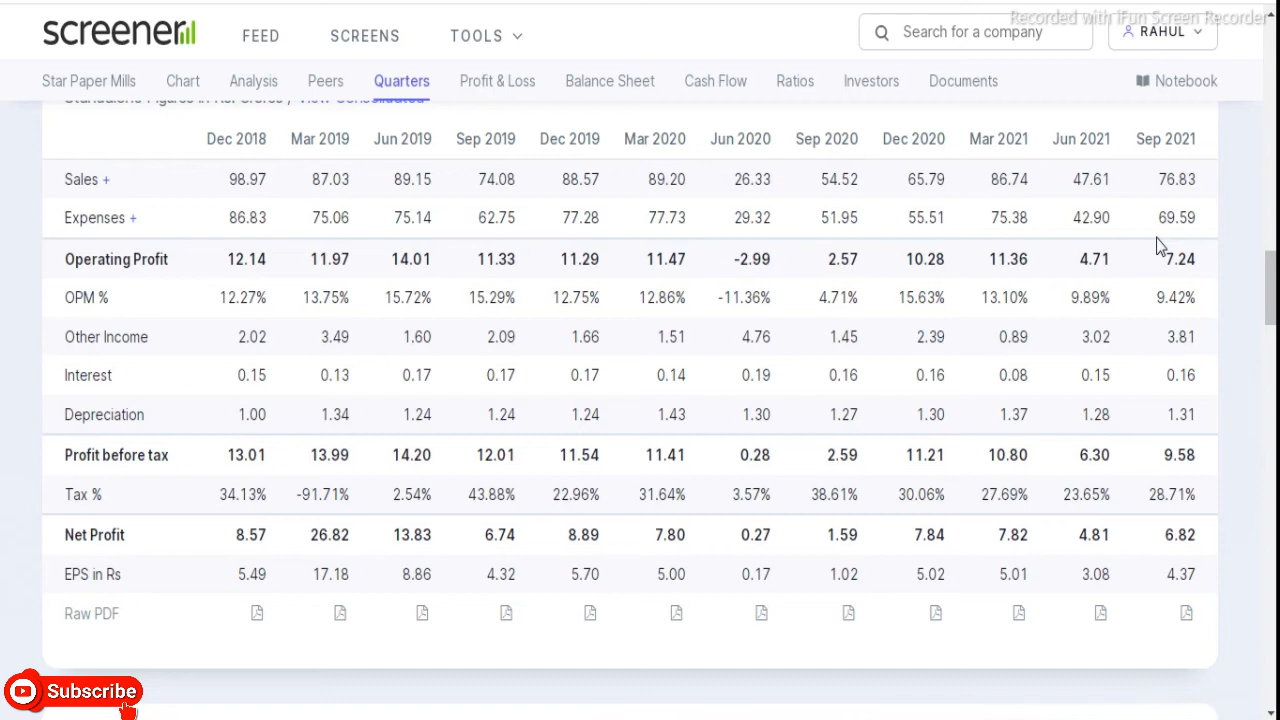 Recorded with iFun Screen Recorder
screener
FEED
SCREENS
TOOLS
Search for a company
RAHUL
Star Paper Mills Chart Analysis Peers Quarters Profit & Loss Balance Sheet Cash Flow Ratios Investors Documents Notebook
Standalone Figures in Rs. Crores / View Consolidated
Dec 2018 Mar 2019 Jun 2019 Sep 2019 Dec 2019 Mar 2020 Jun 2020 Sep 2020 Dec 2020 Mar 2021 Jun 2021 Sep 2021
Sales + 98.97 87.03 89.15 74.08 88.57 89.20 26.33 54.52 65.79 86.74 47.61 76.83
Expenses + 86.83 75.06 75.14 62.75 77.28 77.73 29.32 51.95 55.51 75.38 42.90 69.59
Operating Profit 12.14 11.97 14.01 11.33 11.29 11.47 -2.99 2.57 10.28 11.36 4.71 7.24
OPM % 12.27% 13.75% 15.72% 15.29% 12.75% 12.86% -11.36% 4.71% 15.63% 13.10% 9.89% 9.42%
Other Income 2.02 3.49 1.60 2.09 1.66 1.51 4.76 1.45 2.39 0.89 3.02 3.81
Interest 0.15 0.13 0.17 0.17 0.17 0.14 0.19 0.16 0.16 0.08 0.15 0.16
Depreciation 1.00 1.34 1.24 1.24 1.24 1.43 1.30 1.27 1.30 1.37 1.28 1.31
Profit before tax 13.01 13.99 14.20 12.01 11.54 11.41 0.28 2.59 11.21 10.80 6.30 9.58
Tax % 34.13% -91.71% 2.54% 43.88% 22.96% 31.64% 3.57% 38.61% 30.06% 27.69% 23.65% 28.71%
Net Profit 8.57 26.82 13.83 6.74 8.89 7.80 0.27 1.59 7.84 7.82 4.81 6.82
EPS in Rs 5.49 17.18 8.86 4.32 5.70 5.00 0.17 1.02 5.02 5.01 3.08 4.37
Raw PDF
Subscribe